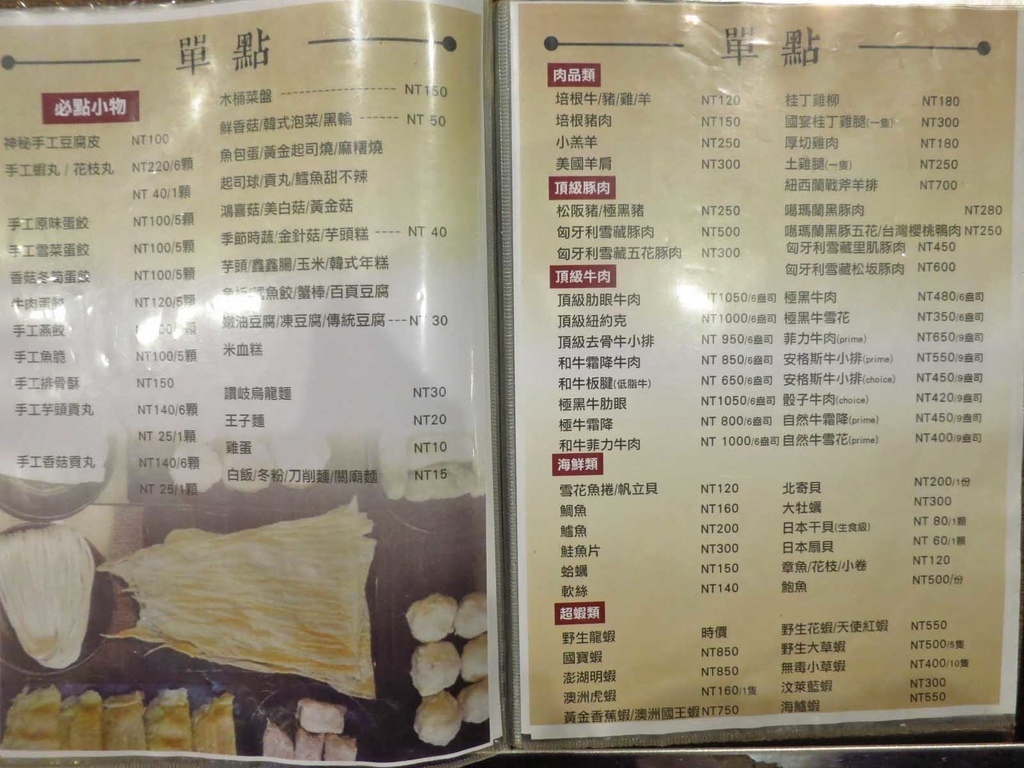 單點
必點小物
神秘手工豆腐皮 NT100
手工蝦丸/花枝丸 NT220/6顆
NT 40/1顆
手工原味蛋餃 NT100/5顆
手工雪菜蛋餃 NT100/5顆
香菇冬筍蛋餃 NT100/5顆
牛肉蛋餃 NT120/5顆
手工燕餃
手工魚脆 NT100/5顆
手工排骨酥 NT150
手工芋頭貢丸 NT140/6顆
NT 25/1顆
手工香菇貢丸 NT140/6顆
NT 25/1顆
木桶菜盤 NT150
鮮香菇/韓式泡菜/黑輪 NT 50
魚包蛋/黃金起司燒/麻糬燒
起司球/貢丸/鱈魚甜不辣
鴻喜菇/美白菇/黃金菇
季節時蔬/金針菇/芋頭糕 NT 40
芋頭/鑫鑫腸/玉米/韓式年糕
魚板/鱈魚餃/蟹棒/百頁豆腐
嫩油豆腐/凍豆腐/傳統豆腐 NT 30
米血糕
讚岐烏龍麵 NT30
王子麵 NT20
雞蛋 NT10
白飯/冬粉/刀削麵/關廟麵 NT15
單點
肉品類
培根牛/豬/雞/羊 NT120 桂丁雞柳 NT180
培根豬肉 NT150 國宴桂丁雞腿(一隻) NT300
小羔羊 NT250 厚切雞肉 NT180
美國羊肩 NT300 土雞腿(一隻) NT250
紐西蘭戰斧羊排 NT700
頂級豚肉
松阪豬/極黑豬 NT250 噶瑪蘭黑豚肉 NT280
匈牙利雪藏豚肉 NT500 噶瑪蘭黑豚五花/台灣櫻桃鴨肉 NT250
匈牙利雪藏五花豚肉 NT300 匈牙利雪藏里肌豚肉 NT450
匈牙利雪藏松坂豚肉 NT600
頂級牛肉
頂級肋眼牛肉 NT1050/6盎司 極黑牛肉 NT480/6盎司
頂級紐約克 NT1000/6盎司 極黑牛雪花 NT350/6盎司
頂級去骨牛小排 NT 950/6盎司 菲力牛肉(prime) NT650/9盎司
和牛霜降牛肉 NT 850/6盎司 安格斯牛小排(prime) NT550/9盎司
和牛板腱(低脂牛) NT 650/6盎司 安格斯牛小排(choice) NT450/9盎司
極黑牛肋眼 NT1050/6盎司 骰子牛肉(choice) NT420/9盎司
極牛霜降 NT 800/6盎司 自然牛霜降(prime) NT450/9盎司
和牛菲力牛肉 NT 1000/6盎司 自然牛雪花(prime) NT400/9盎司
海鮮類
雪花魚捲/帆立貝 NT120 北寄貝 NT200/1份
鯛魚 NT160 大牡蠣 NT300
鱸魚 NT200 日本干貝(生食級) NT 80/1顆
鮭魚片 NT300 日本扇貝 NT 60/1顆
蛤蠣 NT150 章魚/花枝/小卷 NT120
軟絲 NT140 鮑魚 NT500/份
超蝦類
野生龍蝦 時價 野生花蝦/天使紅蝦 NT550
國寶蝦 NT850 野生大草蝦 NT500/5隻
澎湖明蝦 NT850 無毒小草蝦 NT400/10隻
澳洲虎蝦 NT160/1隻 汶萊藍蝦 NT300
黃金香蕉蝦/澳洲國王蝦 NT750 海鱸蝦 NT550